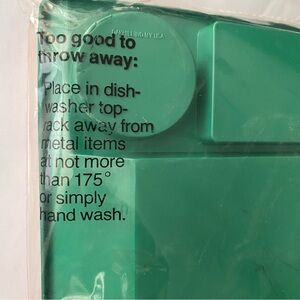 Too good to
throw away:
Place in dish-
washer top-
rack away from
metal items
at not more
than 175°
or simply
hand wash.